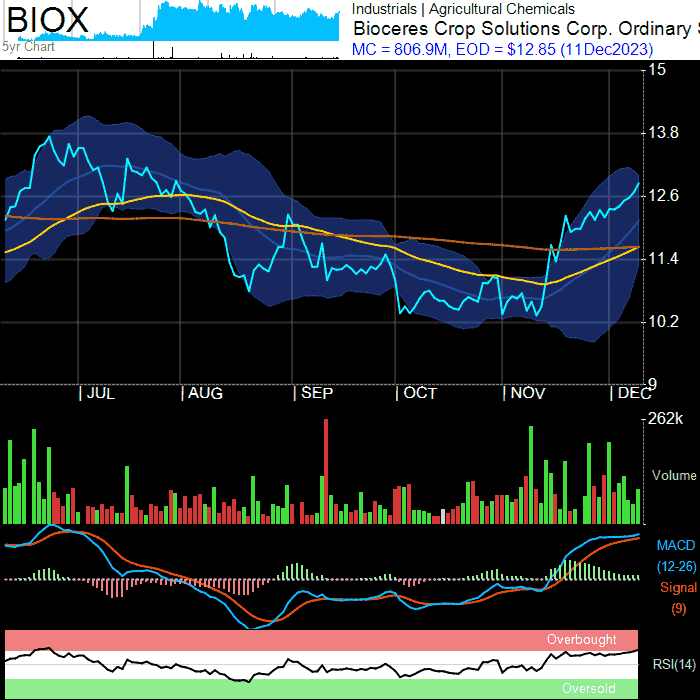 BIOX
5yr Chart
Industrials | Agricultural Chemicals
Bioceres Crop Solutions Corp. Ordinary S
MC = 806.9M, EOD = $12.85 (11Dec2023)
15
13.8
12.6
11.4
10.2
9
JUL
AUG
SEP
OCT
NOV
DEC
262k
Volume
MACD
(12-26)
Signal
(9)
Overbought
RSI(14)
Oversold